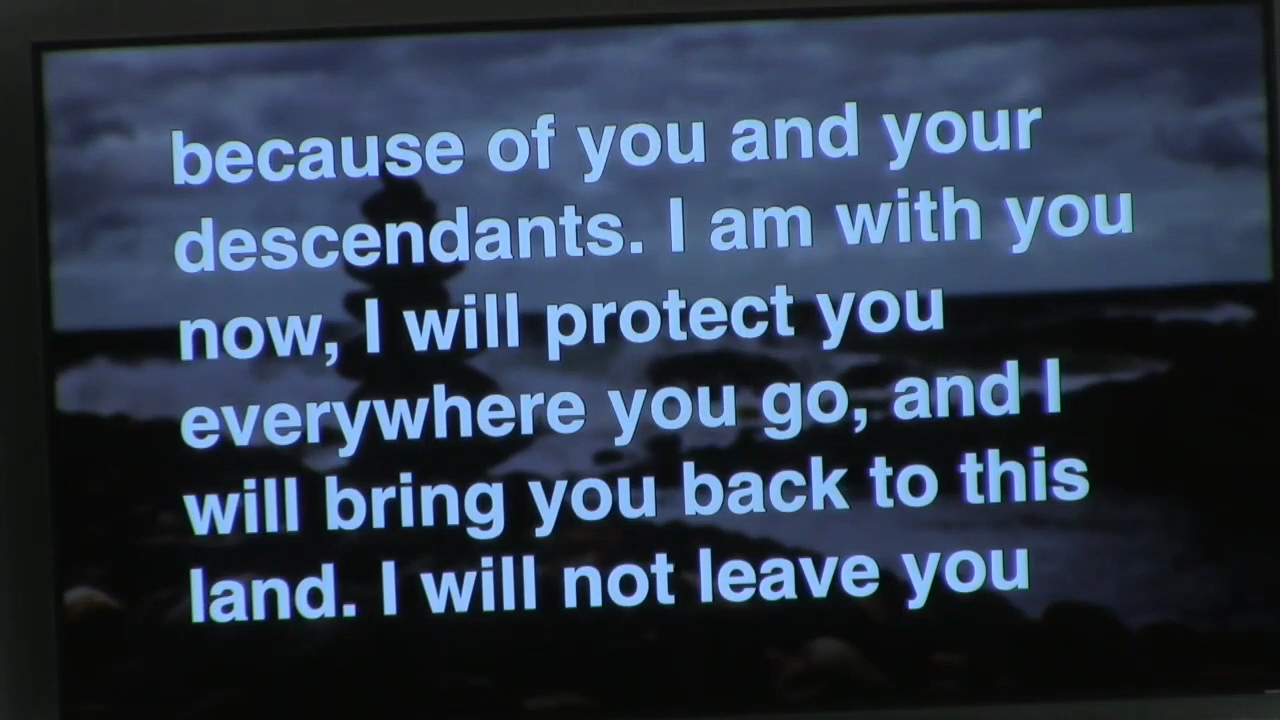 because of you and your
descendants. I am with you
now, I will protect you
everywhere you go, and I
will bring you back to this
land. I will not leave you